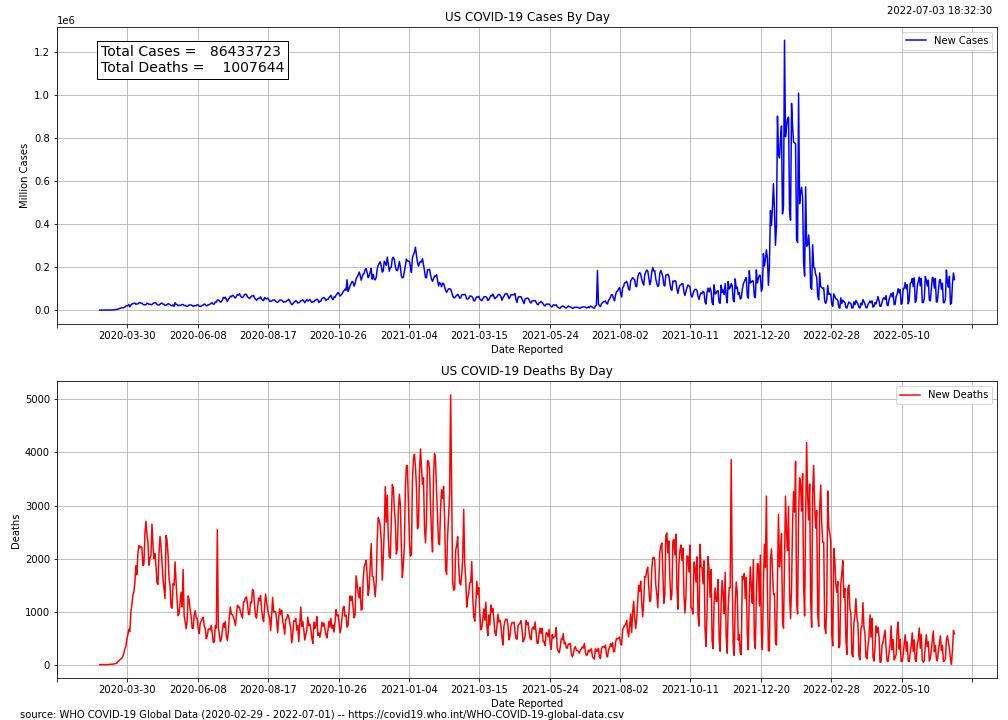 2022-07-03 18:32:30
US COVID-19 Cases By Day
1e6
Total Cases = 86433723
Total Deaths = 1007644
New Cases
1.2
1.0
0.8
0.6
0.4
0.2
0.0
Million Cases
2020-03-30 2020-06-08 2020-08-17 2020-10-26 2021-01-04 2021-03-15 2021-05-24 2021-08-02 2021-10-11 2021-12-20 2022-02-28 2022-05-10
Date Reported
US COVID-19 Deaths By Day
New Deaths
5000
4000
3000
2000
1000
0
Deaths
2020-03-30 2020-06-08 2020-08-17 2020-10-26 2021-01-04 2021-03-15 2021-05-24 2021-08-02 2021-10-11 2021-12-20 2022-02-28 2022-05-10
Date Reported
source: WHO COVID-19 Global Data (2020-02-29 - 2022-07-01) -- https://covid19.who.int/WHO-COVID-19-global-data.csv